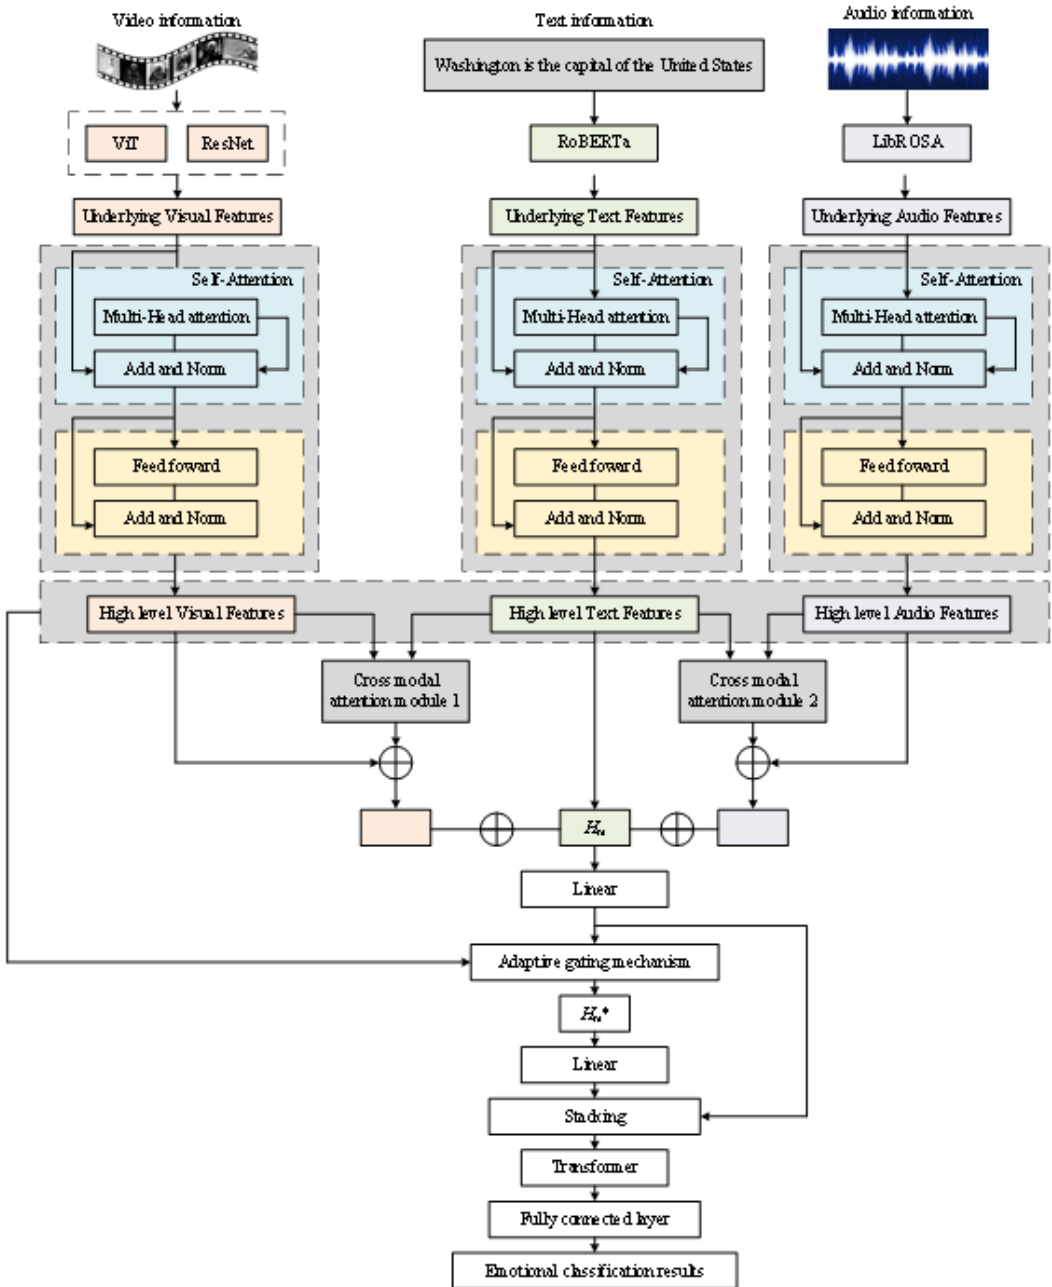 Video information
Text information
Audio information
Washington is the capital of the United States
ViT
ResNet
RoBERTa
LibROSA
Underlying Visual Features
Underlying Text Features
Underlying Audio Features
Self-Attention
Self-Attention
Self-Attention
Multi-Head attention
Multi-Head attention
Multi-Head attention
Add and Norm
Add and Norm
Add and Norm
Feed foward
Feed foward
Feed foward
Add and Norm
Add and Norm
Add and Norm
High level Visual Features
High level Text Features
High level Audio Features
Cross modal
attention module 1
Cross modal
attention module 2
Linear
Adaptive gating mechanism
Linear
Stacking
Transformer
Fully connected layer
Emotional classification results